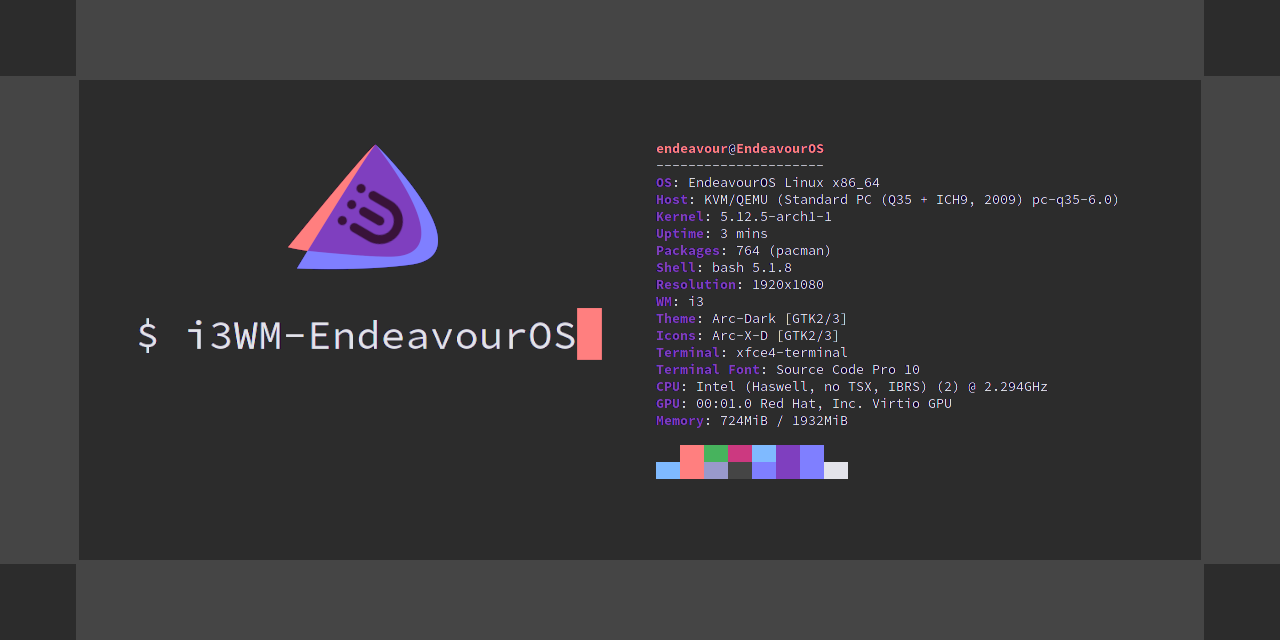 $ i3WM-EndeavourOS
endeavour@EndeavourOS
---------------------
OS: EndeavourOS Linux x86_64
Host: KVM/QEMU (Standard PC (Q35 + ICH9, 2009) pc-q35-6.0)
Kernel: 5.12.5-arch1-1
Uptime: 3 mins
Packages: 764 (pacman)
Shell: bash 5.1.8
Resolution: 1920x1080
WM: i3
Theme: Arc-Dark [GTK2/3]
Icons: Arc-X-D [GTK2/3]
Terminal: xfce4-terminal
Terminal Font: Source Code Pro 10
CPU: Intel (Haswell, no TSX, IBRS) (2) @ 2.294GHz
GPU: 00:01.0 Red Hat, Inc. Virtio GPU
Memory: 724MiB / 1932MiB